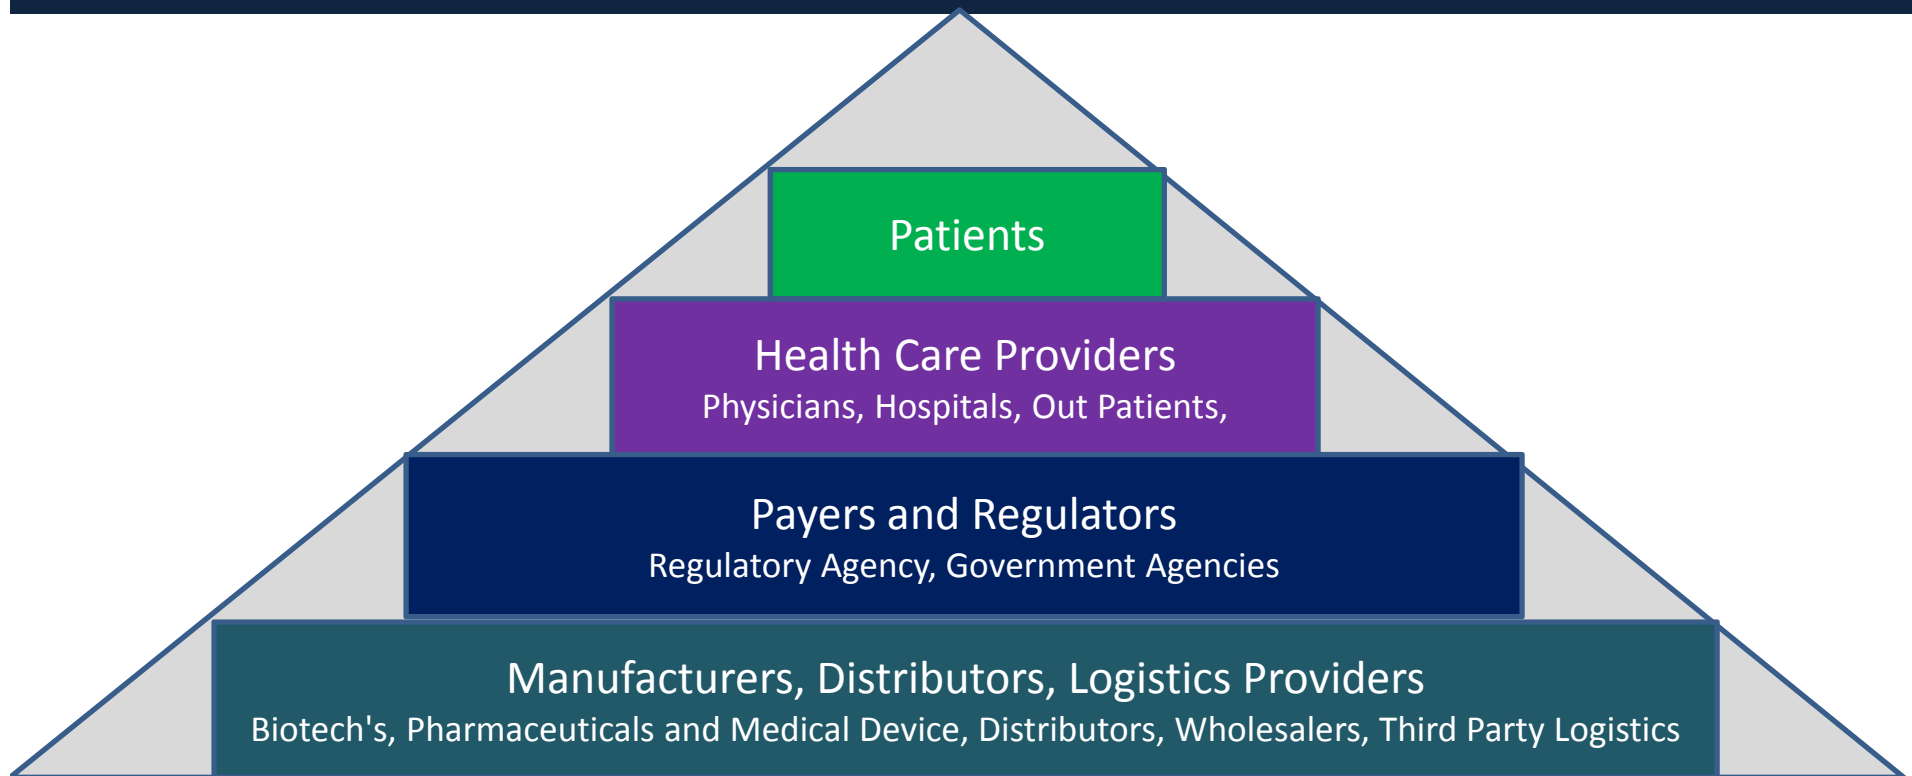 Patients
Health Care Providers
Physicians, Hospitals, Out Patients,
Payers and Regulators
Regulatory Agency, Government Agencies
Manufacturers, Distributors, Logistics Providers
Biotech's, Pharmaceuticals and Medical Device, Distributors, Wholesalers, Third Party Logistics